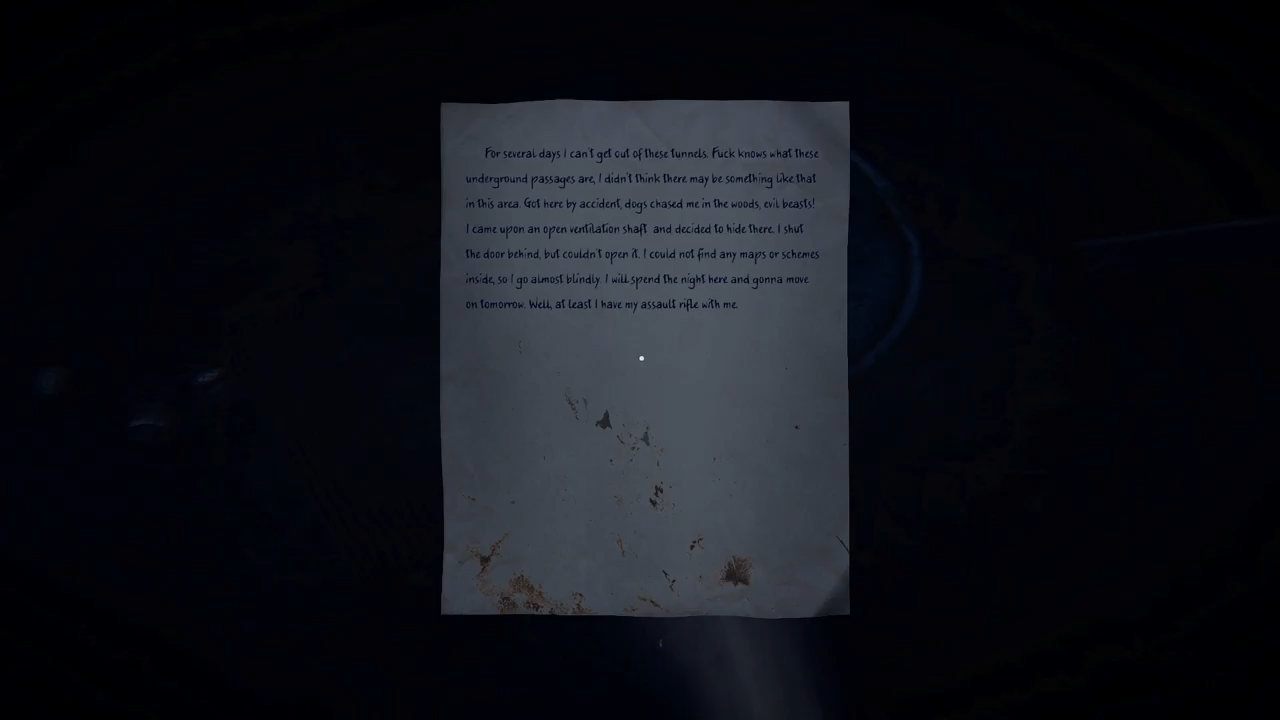 For several days I can't get out of these tunnels. Fuck knows what these
underground passages are, I didn't think there may be something like that
in this area. Got here by accident, dogs chased me in the woods, evil beasts!
I came upon an open ventilation shaft and decided to hide there. I shut
the door behind, but couldn't open it. I could not find any maps or schemes
inside, so I go almost blindly. I will spend the night here and gonna move
on tomorrow. Well, at least I have my assault rifle with me.